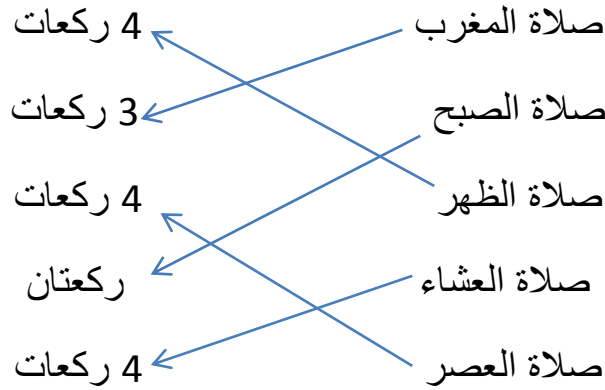 صلاة المغرب 4 ركعات
صلاة الصبح 3 ركعات
صلاة الظهر 4 ركعات
صلاة العشاء ركعتان
صلاة العصر 4 ركعات